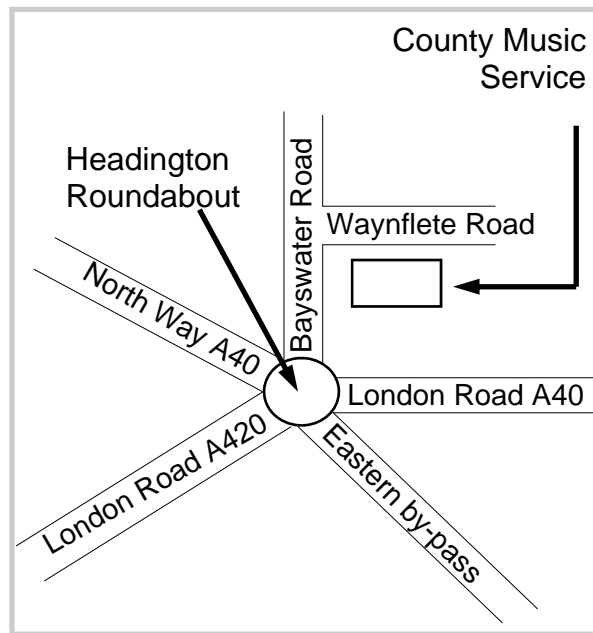 County Music
Service
Headington
Roundabout
Bayswater Road
Waynflete Road
North Way A40
London Road A40
London Road A420
Eastern by-pass